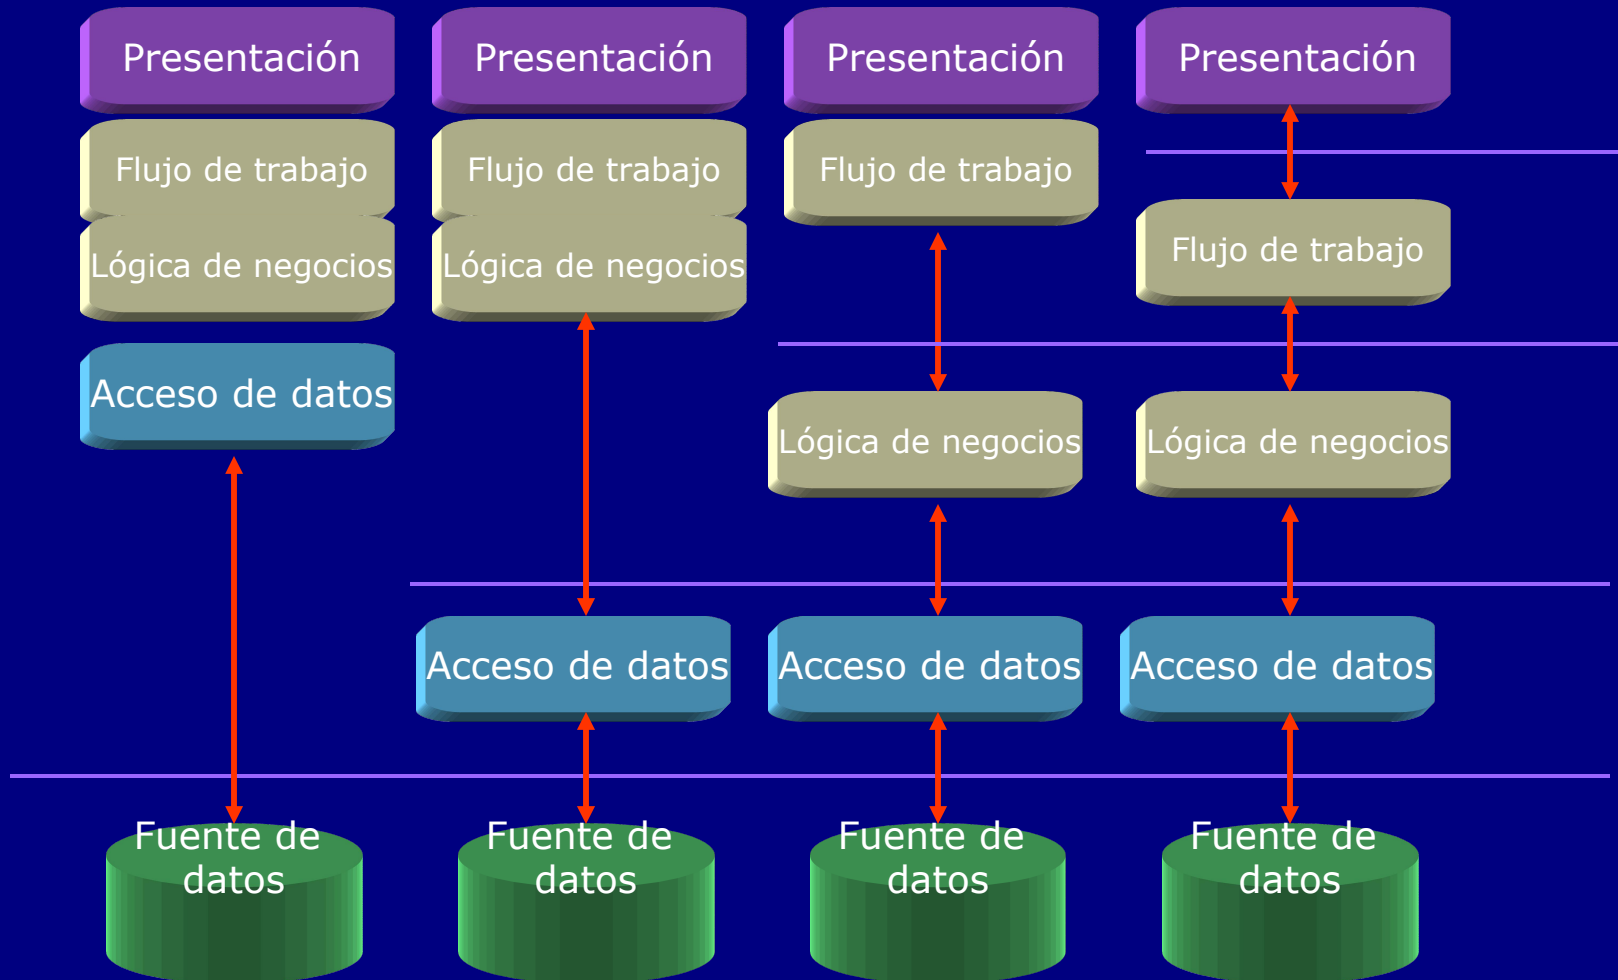 Presentación
Flujo de trabajo
Lógica de negocios
Acceso de datos
Fuente de
datos
Presentación
Flujo de trabajo
Lógica de negocios
Acceso de datos
Fuente de
datos
Presentación
Flujo de trabajo
Lógica de negocios
Acceso de datos
Fuente de
datos
Presentación
Flujo de trabajo
Lógica de negocios
Acceso de datos
Fuente de
datos